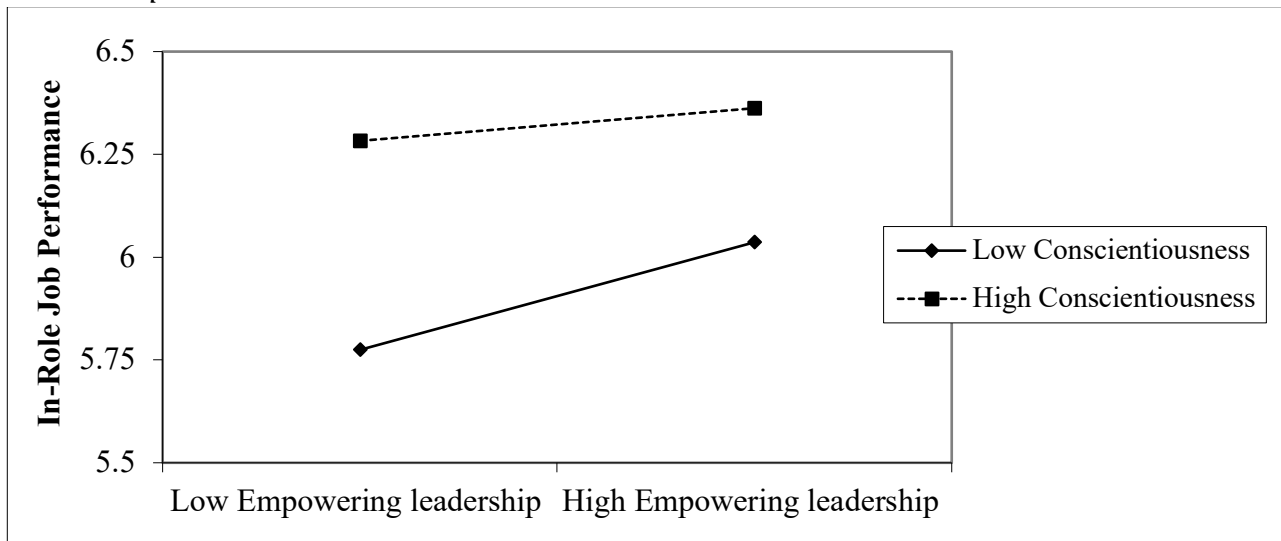 6.5
6.25
6
5.75
5.5
In-Role Job Performance
Low Empowering leadership
High Empowering leadership
Low Conscientiousness
High Conscientiousness